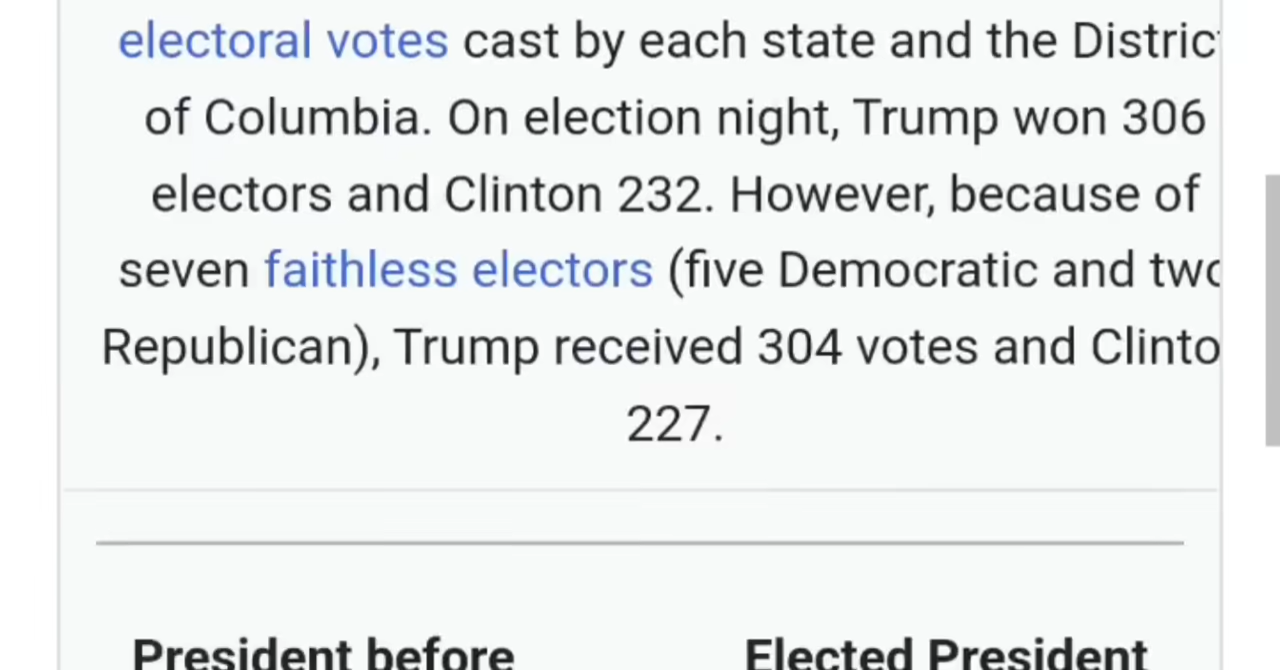 electoral votes cast by each state and the Distric
of Columbia. On election night, Trump won 306
electors and Clinton 232. However, because of
seven faithless electors (five Democratic and two
Republican), Trump received 304 votes and Clinto
227.
President before
Elected President